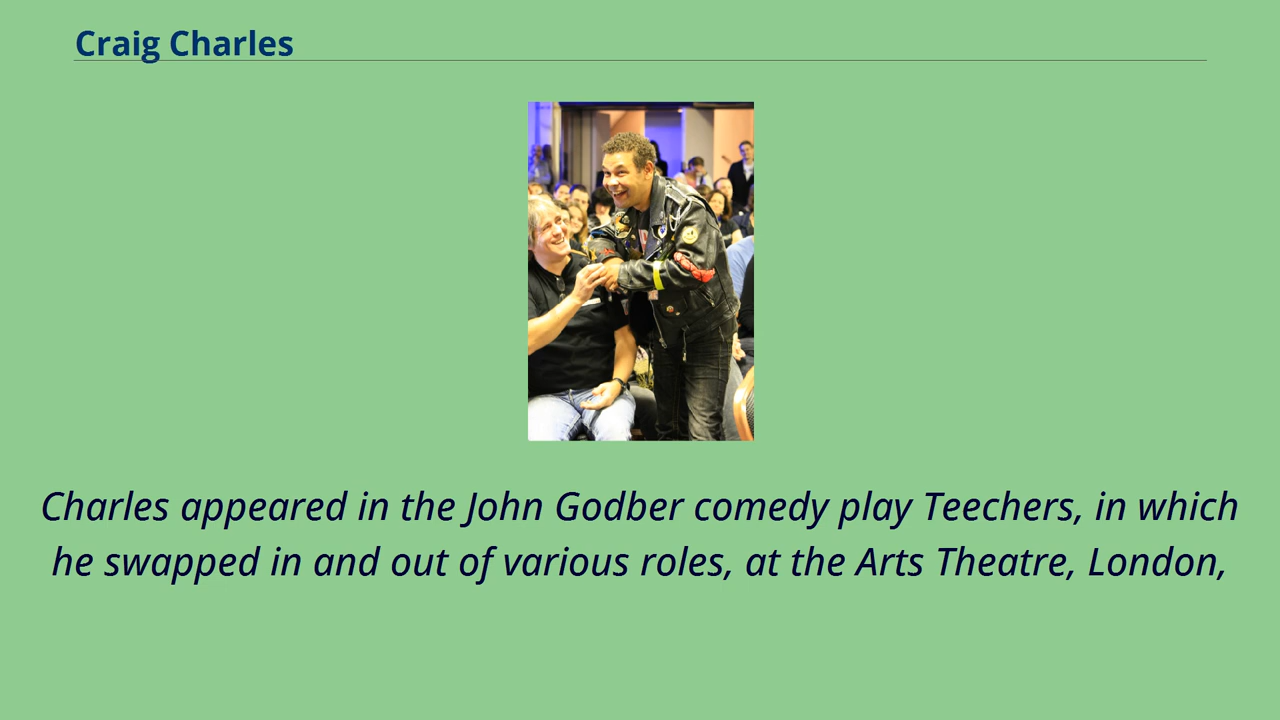 Craig Charles
Charles appeared in the John Godber comedy play Teechers, in which
he swapped in and out of various roles, at the Arts Theatre, London,